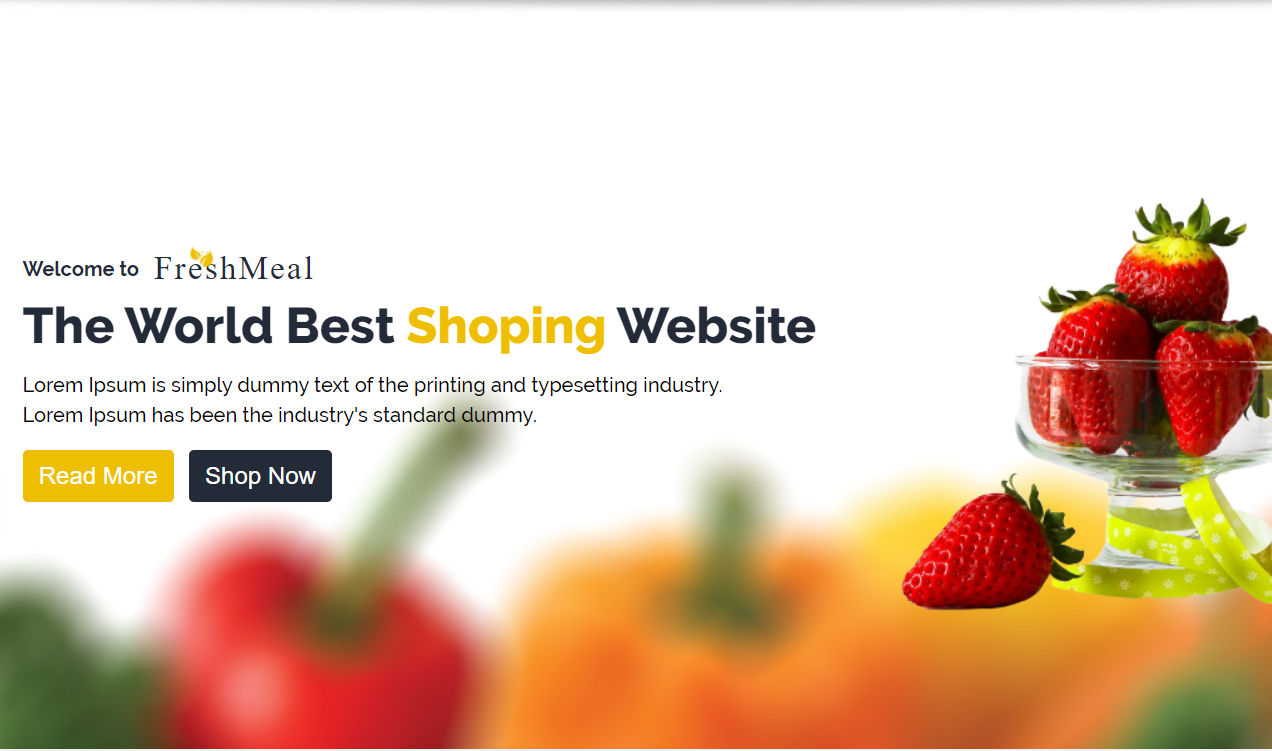 Welcome to FreshMeal
The World Best Shoping Website
Lorem Ipsum is simply dummy text of the printing and typesetting industry.
Lorem Ipsum has been the industry's standard dummy.
Read More Shop Now